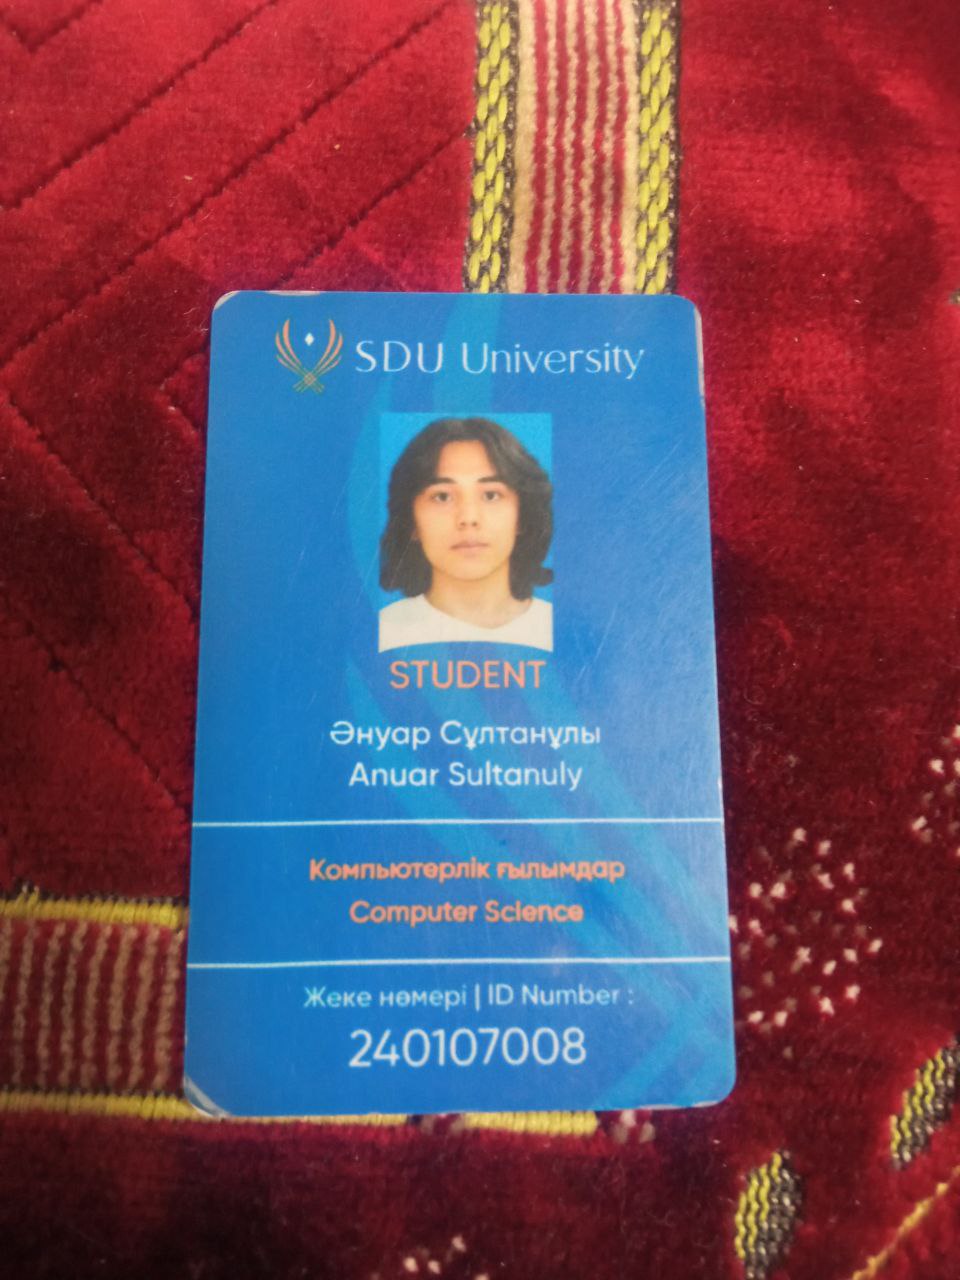 SDU University
STUDENT
Әнуар Сұлтанұлы
Anuar Sultanuly
Компьютерлік ғылымдар
Computer Science
Жеке нөмері | ID Number :
240107008